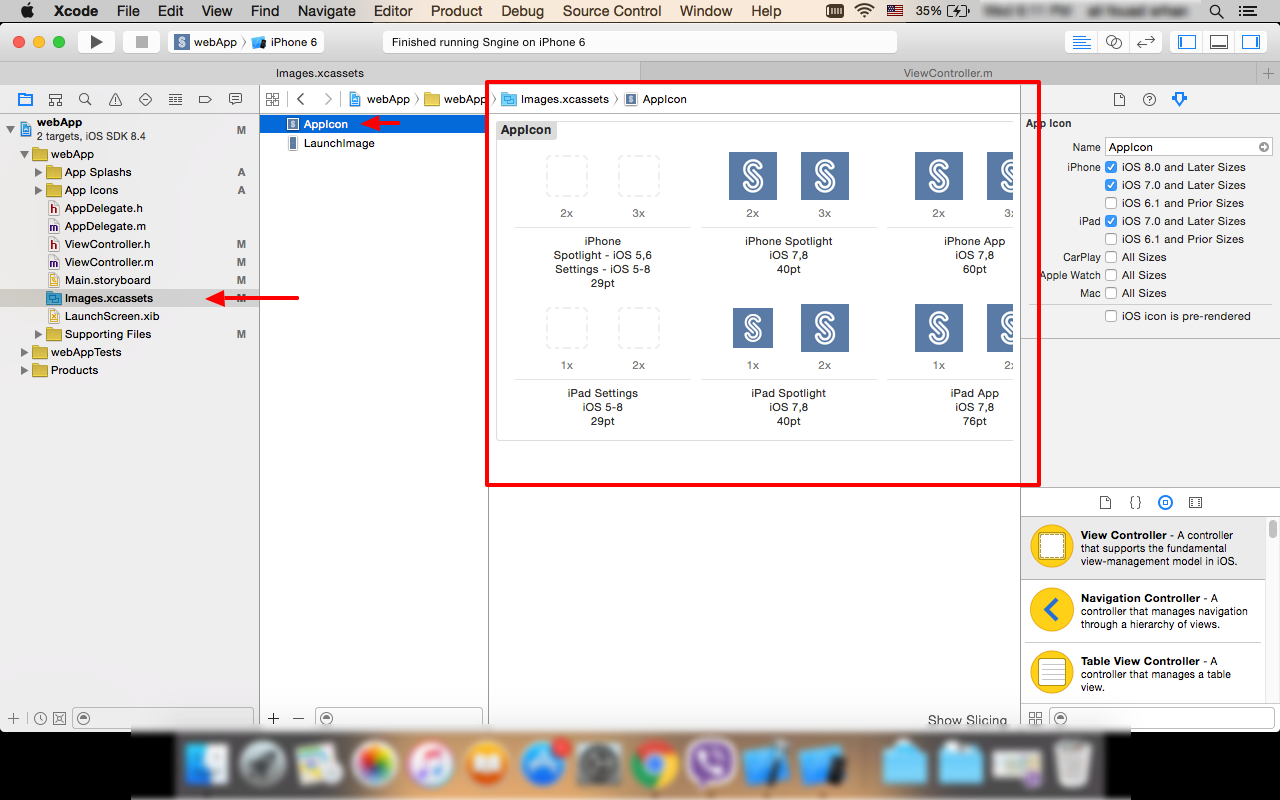 Xcode File Edit View Find Navigate Editor Product Debug Source Control Window Help 35%
webApp iPhone 6 Finished running Sngine on iPhone 6
Images.xcassets ViewController.m
webApp
2 targets, iOS SDK 8.4 M
webApp
App Splashs A
App Icons A
AppDelegate.h
AppDelegate.m
ViewController.h M
ViewController.m M
Main.storyboard
Images.xcassets M
LaunchScreen.xib
Supporting Files M
webAppTests
Products
webApp webApp Images.xcassets AppIcon
AppIcon
LaunchImage
AppIcon
2x 3x 2x 3x 2x 3x
iPhone
Spotlight - iOS 5,6
Settings - iOS 5-8
29pt
iPhone Spotlight
iOS 7,8
40pt
iPhone App
iOS 7,8
60pt
1x 2x 1x 2x 1x 2x
iPad Settings
iOS 5-8
29pt
iPad Spotlight
iOS 7,8
40pt
iPad App
iOS 7,8
76pt
Show Slicing
App Icon
Name AppIcon
iPhone iOS 8.0 and Later Sizes
iOS 7.0 and Later Sizes
iOS 6.1 and Prior Sizes
iPad iOS 7.0 and Later Sizes
iOS 6.1 and Prior Sizes
CarPlay All Sizes
Apple Watch All Sizes
Mac All Sizes
iOS icon is pre-rendered
{}
View Controller - A controller
that supports the fundamental
view-management model in iOS.
Navigation Controller - A
controller that manages navigation
through a hierarchy of views.
Table View Controller - A
controller that manages a table
view.